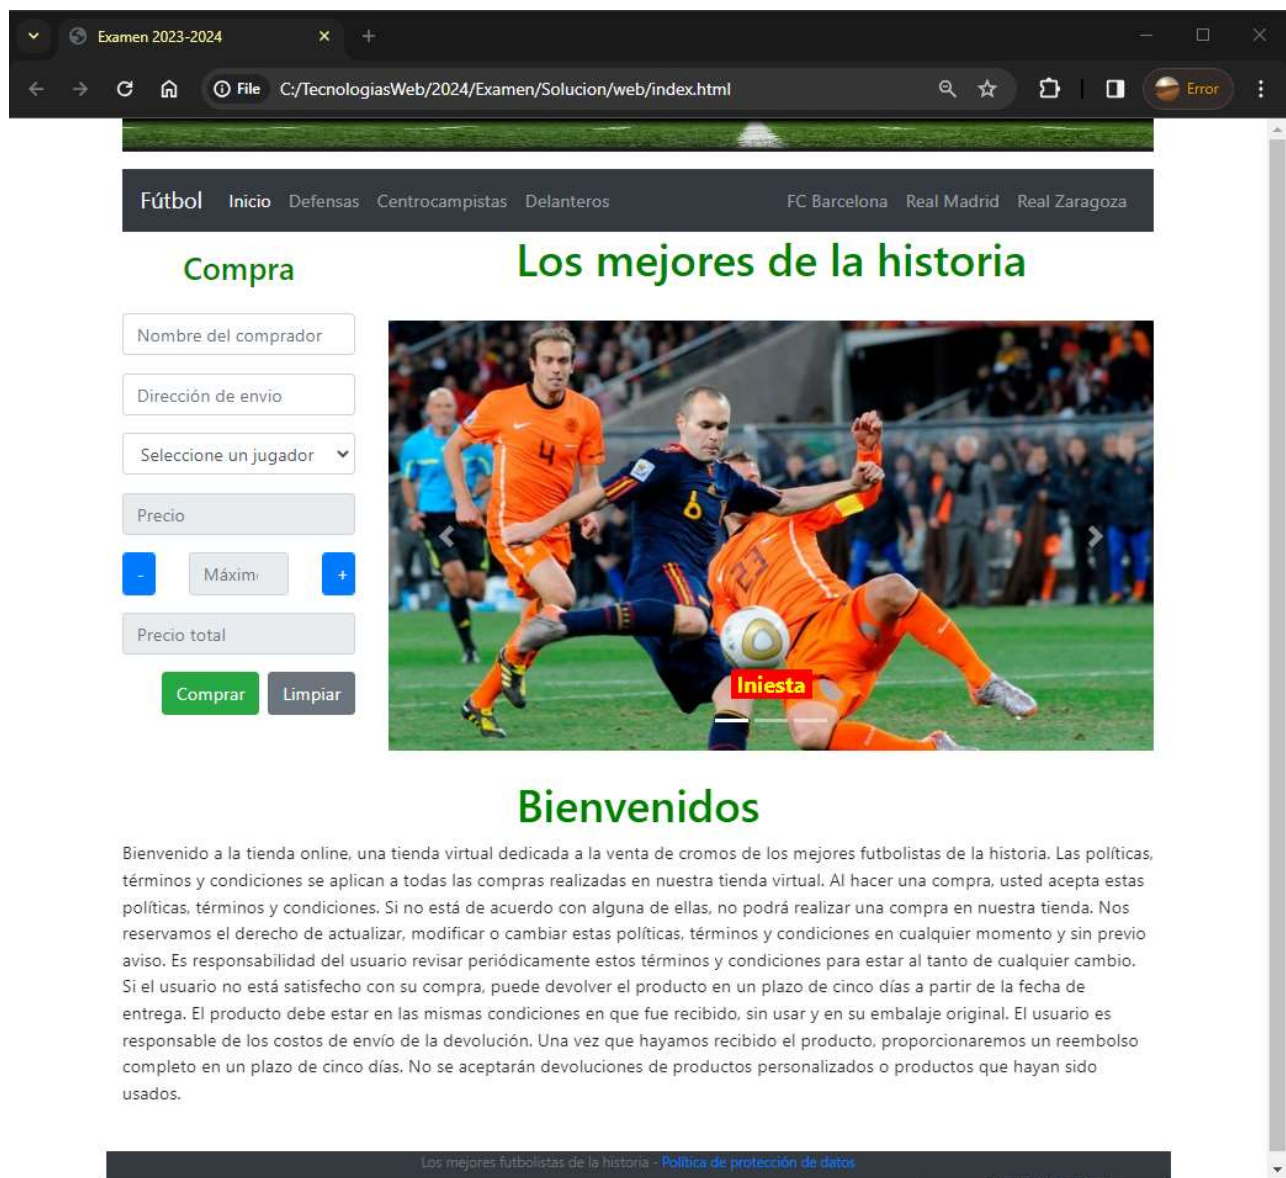 Examen 2023-2024
File C:/TecnologiasWeb/2024/Examen/Solucion/web/index.html Error
Fútbol Inicio Defensas Centrocampistas Delanteros FC Barcelona Real Madrid Real Zaragoza
Compra
Nombre del comprador
Dirección de envio
Seleccione un jugador
Precio
- Máxim +
Precio total
Comprar Limpiar
Los mejores de la historia
4
6
23
Iniesta
Bienvenidos
Bienvenido a la tienda online, una tienda virtual dedicada a la venta de cromos de los mejores futbolistas de la historia. Las políticas,
términos y condiciones se aplican a todas las compras realizadas en nuestra tienda virtual. Al hacer una compra, usted acepta estas
políticas, términos y condiciones. Si no está de acuerdo con alguna de ellas, no podrá realizar una compra en nuestra tienda. Nos
reservamos el derecho de actualizar, modificar o cambiar estas políticas, términos y condiciones en cualquier momento y sin previo
aviso. Es responsabilidad del usuario revisar periódicamente estos términos y condiciones para estar al tanto de cualquier cambio.
Si el usuario no está satisfecho con su compra, puede devolver el producto en un plazo de cinco días a partir de la fecha de
entrega. El producto debe estar en las mismas condiciones en que fue recibido, sin usar y en su embalaje original. El usuario es
responsable de los costos de envío de la devolución. Una vez que hayamos recibido el producto, proporcionaremos un reembolso
completo en un plazo de cinco días. No se aceptarán devoluciones de productos personalizados o productos que hayan sido
usados.
Los mejores futbolistas de la historia - Política de protección de datos